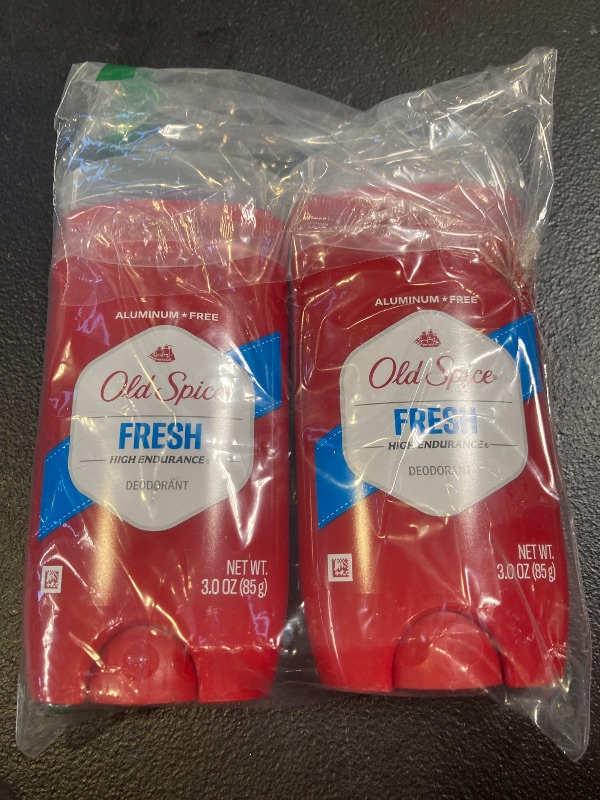 ALUMINUM ★ FREE
Old Spice
FRESH
HIGH ENDURANCE®
DEODORANT
NET WT.
3.0 OZ (85 g)
ALUMINUM ★ FREE
Old Spice
FRESH
HIGH ENDURANCE®
DEODORANT
NET WT.
3.0 OZ (85 g)